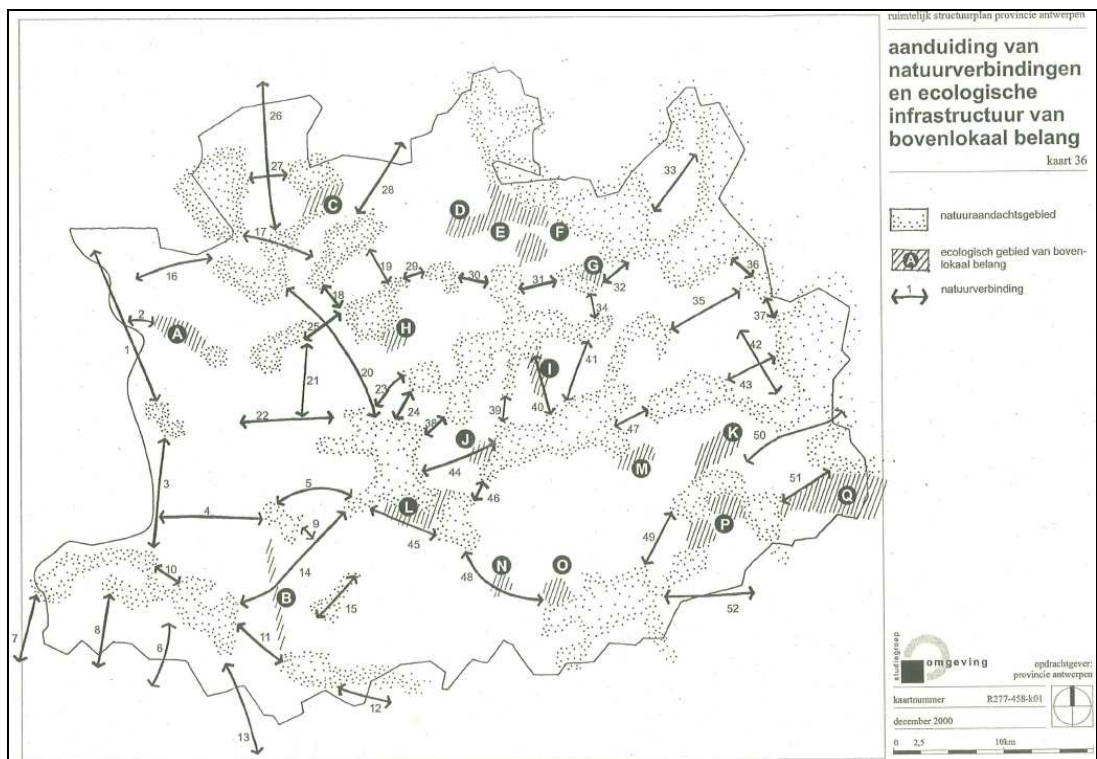 ruimtelijk structuurplan provincie antwerpen
aanduiding van
natuurverbindingen
en ecologische
infrastructuur van
bovenlokaal belang
kaart 36
natuuraandachtsgebied
A
ecologisch gebied van boven-
lokaal belang
1
natuurverbinding
26
27
C
28
33
D
E
F
17
16
19
29
30
31
G
32
36
18
34
35
37
2
A
25
H
1
20
21
I
41
42
43
23
24
22
40
39
38
47
J
K
50
44
M
3
51
Q
5
46
4
L
9
P
45
49
14
10
N
O
48
B
15
52
7
8
6
11
12
13
studiegroep
omgeving
opdrachtgever:
provincie antwerpen
kaartnummer R277-458-k01
december 2000
0 2,5 10km